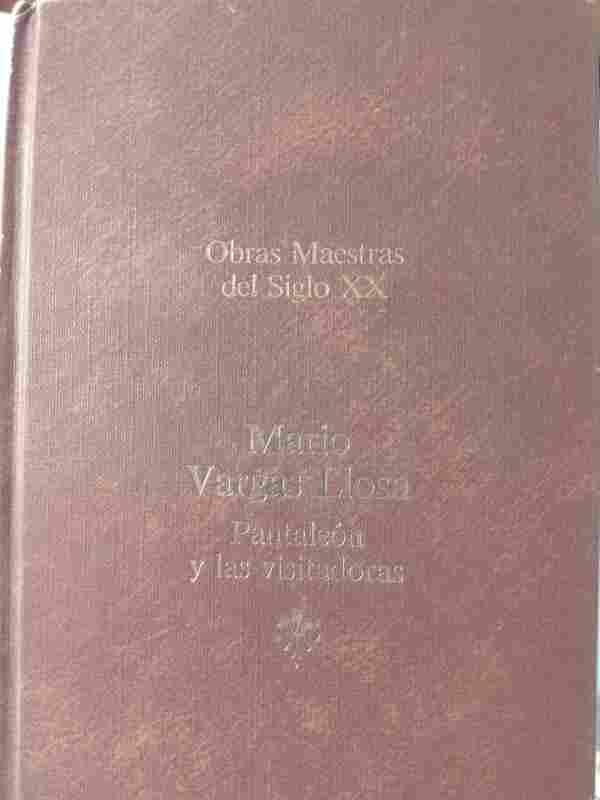 Obras Maestras
del Siglo XX
Mario
Vargas Llosa
Pantaleón
y las visitadoras